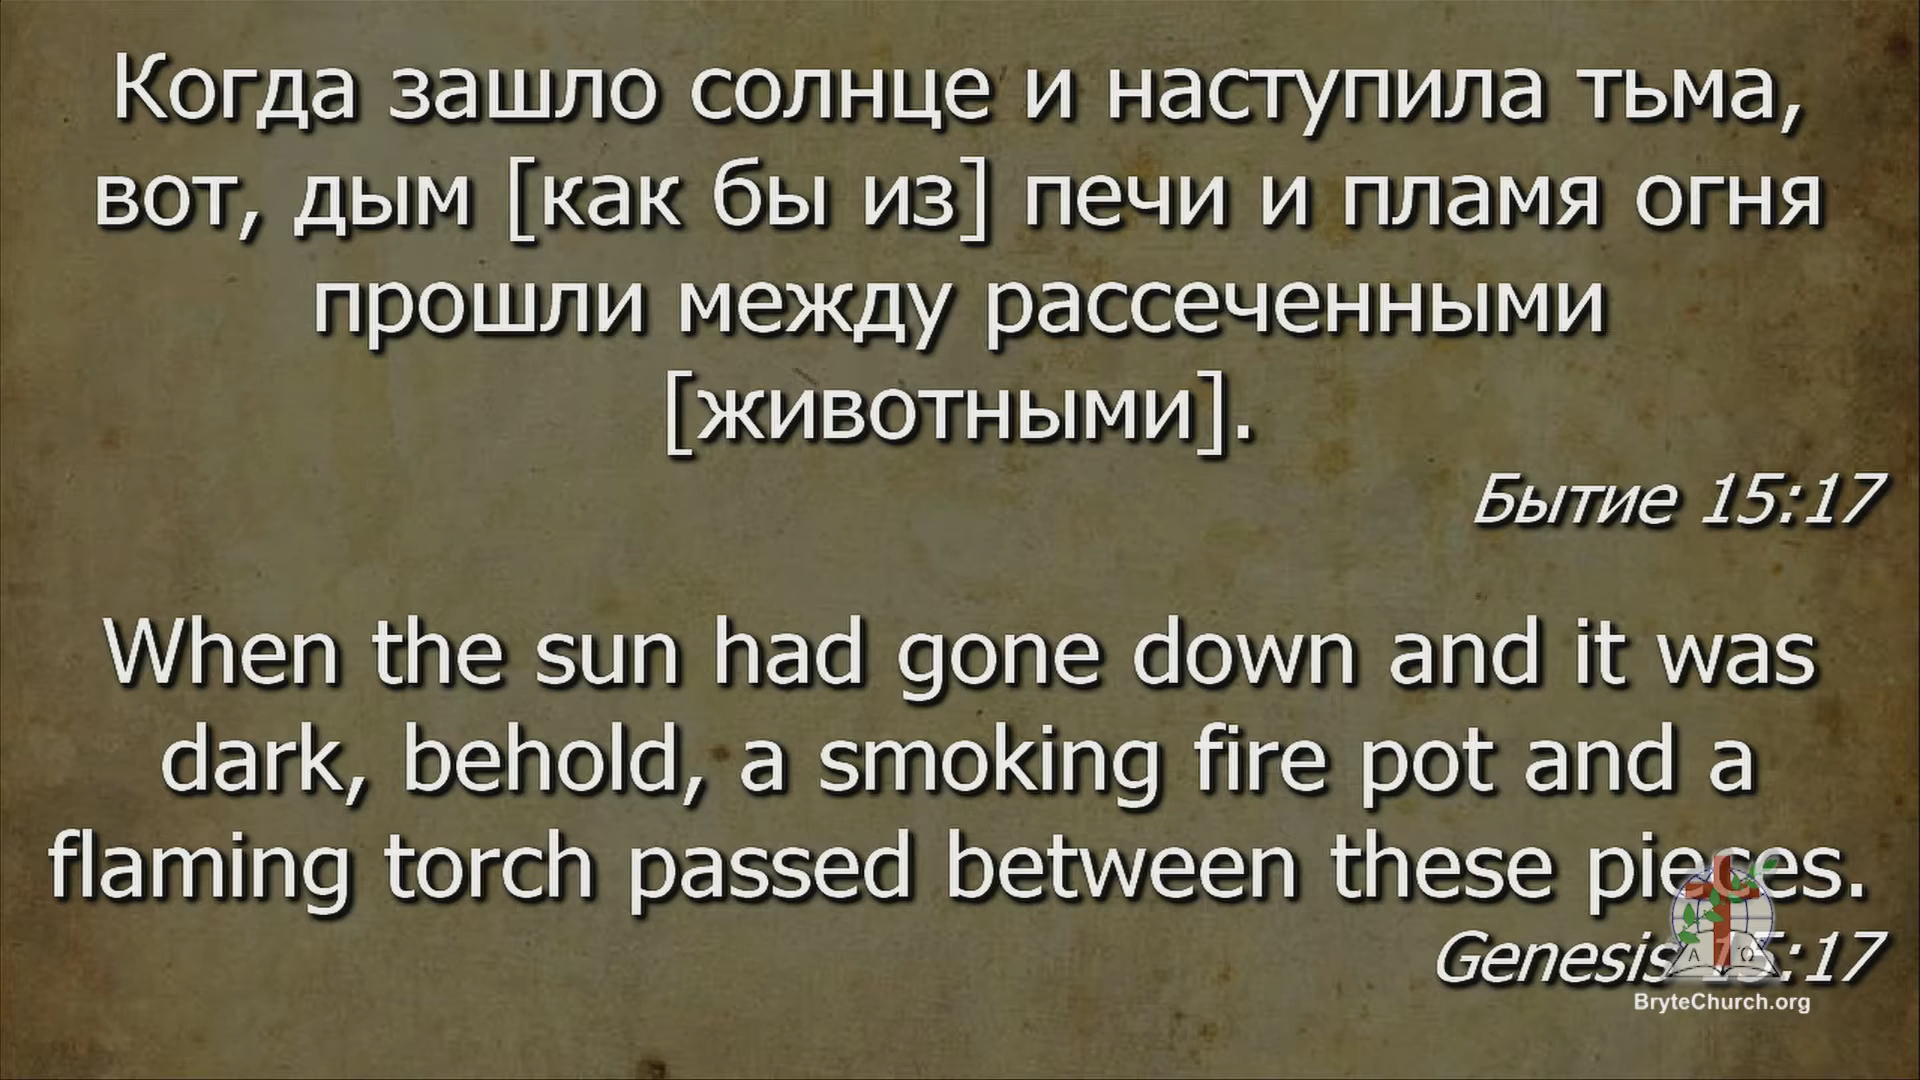 Когда зашло солнце и наступила тьма,
вот, дым [как бы из] печи и пламя огня
прошли между рассеченными
[животными].
Бытие 15:17
When the sun had gone down and it was
dark, behold, a smoking fire pot and a
flaming torch passed between these pieces.
Genesis 15:17
Α Ω
BryteChurch.org